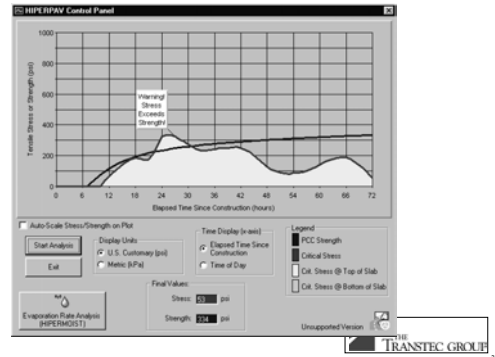 HIPERPAV Control Panel
1000
800
600
400
200
0
Tensile Stress or Strength (psi)
Warning!
Stress
Exceeds
Strength!
0 6 12 18 24 30 36 42 48 54 60 66 72
Elapsed Time Since Construction (hours)
Auto-Scale Stress/Strength on Plot
Start Analysis
Exit
Display Units
U.S. Customary (psi)
Metric (kPa)
Time Display (x-axis)
Elapsed Time Since
Construction
Time of Day
Legend
PCC Strength
Critical Stress
Crit. Stress @ Top of Slab
Crit. Stress @ Bottom of Slab
Evaporation Rate Analysis
(HIPERMOIST)
Final Values:
Stress: 53 psi
Strength: 334 psi
Unsupported Version
THE
TRANSTEC GROUP